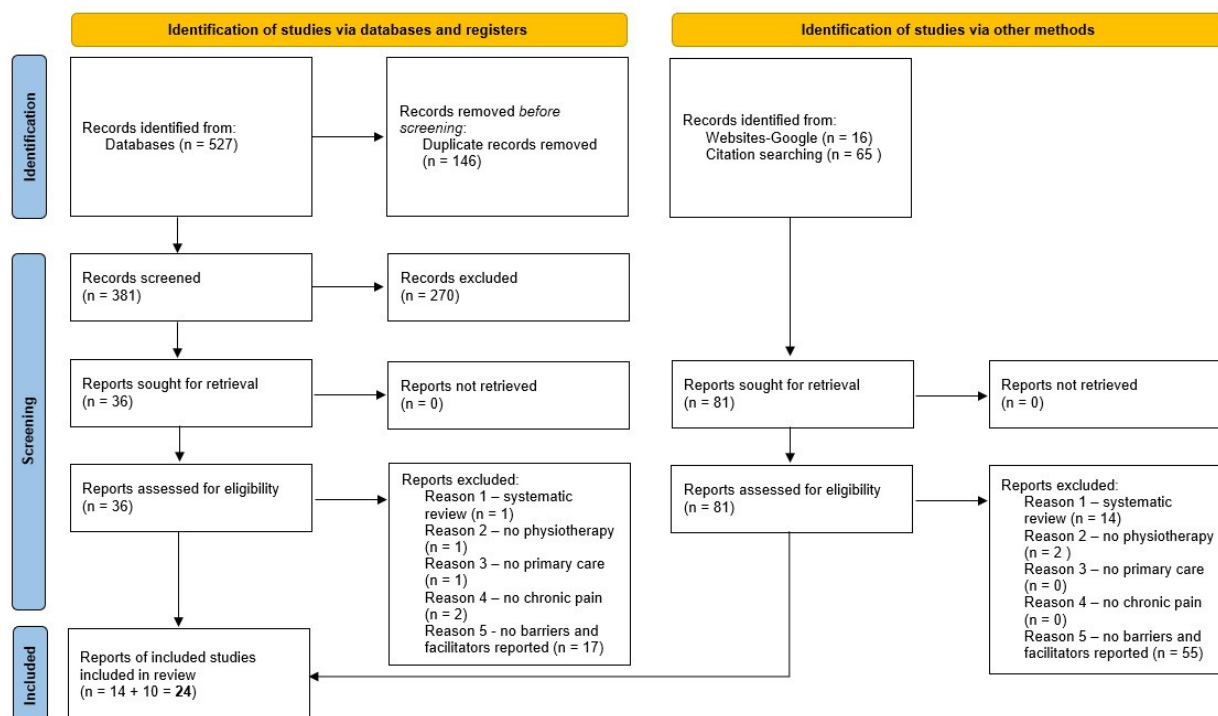 Identification of studies via databases and registers
Identification of studies via other methods
Identification
Records identified from:
Databases (n = 527)
Records removed before
screening:
Duplicate records removed
(n = 146)
Records identified from:
Websites-Google (n = 16)
Citation searching (n = 65 )
Screening
Records screened
(n = 381)
Records excluded
(n = 270)
Reports sought for retrieval
(n = 36)
Reports not retrieved
(n = 0)
Reports sought for retrieval
(n = 81)
Reports not retrieved
(n = 0)
Reports assessed for eligibility
(n = 36)
Reports excluded:
Reason 1 – systematic
review (n = 1)
Reason 2 – no physiotherapy
(n = 1)
Reason 3 – no primary care
(n = 1)
Reason 4 – no chronic pain
(n = 2)
Reason 5 - no barriers and
facilitators reported (n = 17)
Reports assessed for eligibility
(n = 81)
Reports excluded:
Reason 1 – systematic
review (n = 14)
Reason 2 – no physiotherapy
(n = 2 )
Reason 3 – no primary care
(n = 0)
Reason 4 – no chronic pain
(n = 0)
Reason 5 – no barriers and
facilitators reported (n = 55)
Included
Reports of included studies
included in review
(n = 14 + 10 = 24)